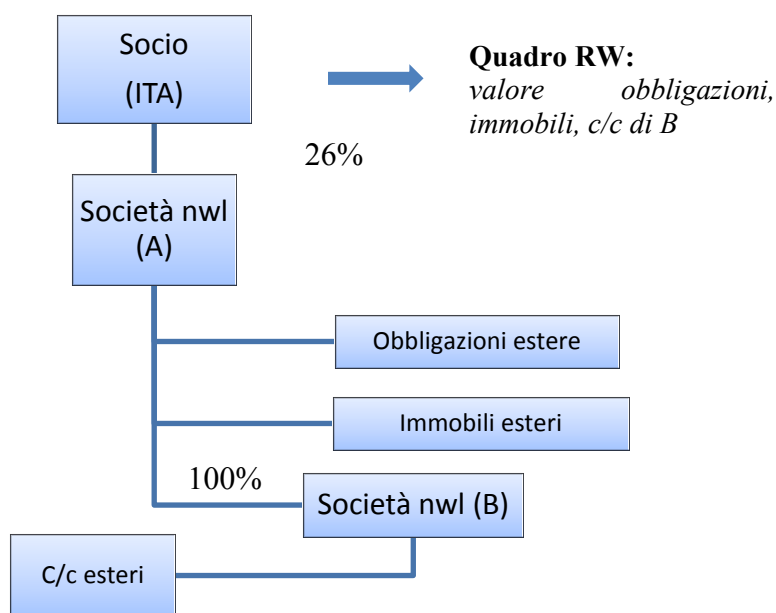 Socio
(ITA)
Quadro RW:
valore obbligazioni,
immobili, c/c di B
26%
Società nwl
(A)
Obbligazioni estere
Immobili esteri
100%
Società nwl (B)
C/c esteri